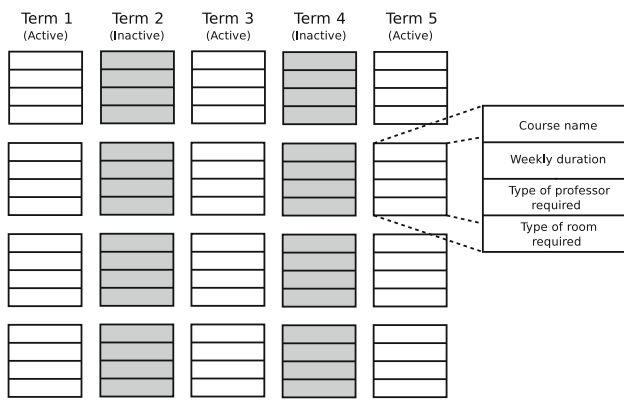 Term 1
(Active)
Term 2
(Inactive)
Term 3
(Active)
Term 4
(Inactive)
Term 5
(Active)
Course name
Weekly duration
Type of professor
required
Type of room
required